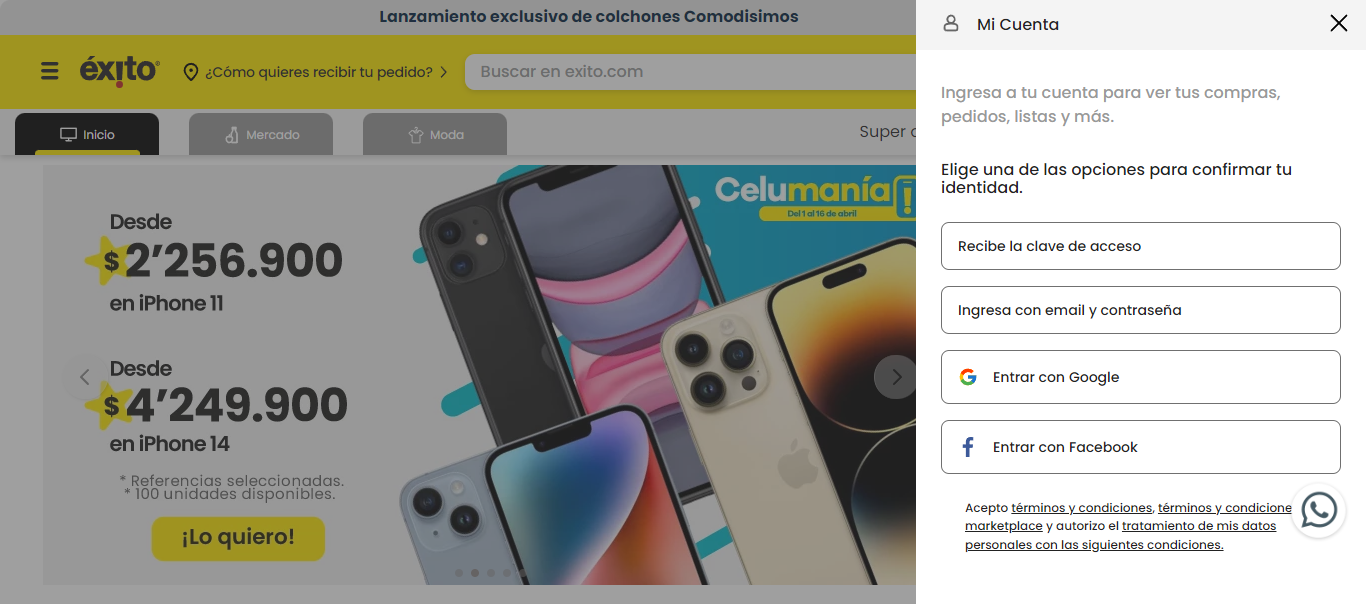 Lanzamiento exclusivo de colchones Comodisimos
éxito
¿Cómo quieres recibir tu pedido?
Buscar en exito.com
Inicio
Mercado
Moda
Super
Desde
$2’256.900
en iPhone 11
Desde
$4’249.900
en iPhone 14
* Referencias seleccionadas.
* 100 unidades disponibles.
¡Lo quiero!
Celumanía
Del 1 al 16 de abril
Mi Cuenta
Ingresa a tu cuenta para ver tus compras,
pedidos, listas y más.
Elige una de las opciones para confirmar tu
identidad.
Recibe la clave de acceso
Ingresa con email y contraseña
Entrar con Google
Entrar con Facebook
Acepto términos y condiciones, términos y condicione
marketplace y autorizo el tratamiento de mis datos
personales con las siguientes condiciones.